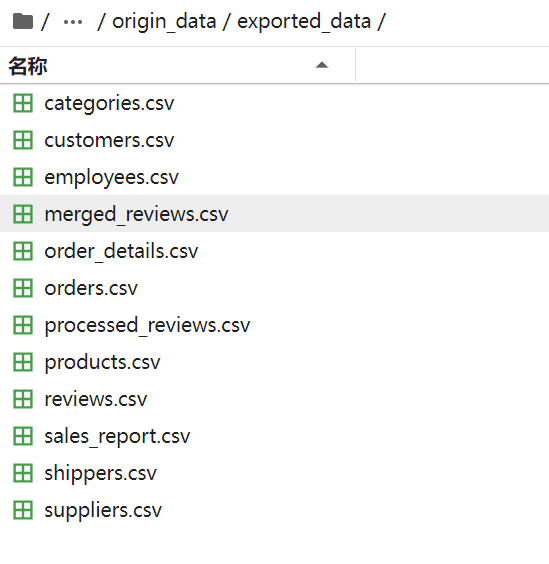 / ... / origin_data / exported_data /
名称
categories.csv
customers.csv
employees.csv
merged_reviews.csv
order_details.csv
orders.csv
processed_reviews.csv
products.csv
reviews.csv
sales_report.csv
shippers.csv
suppliers.csv